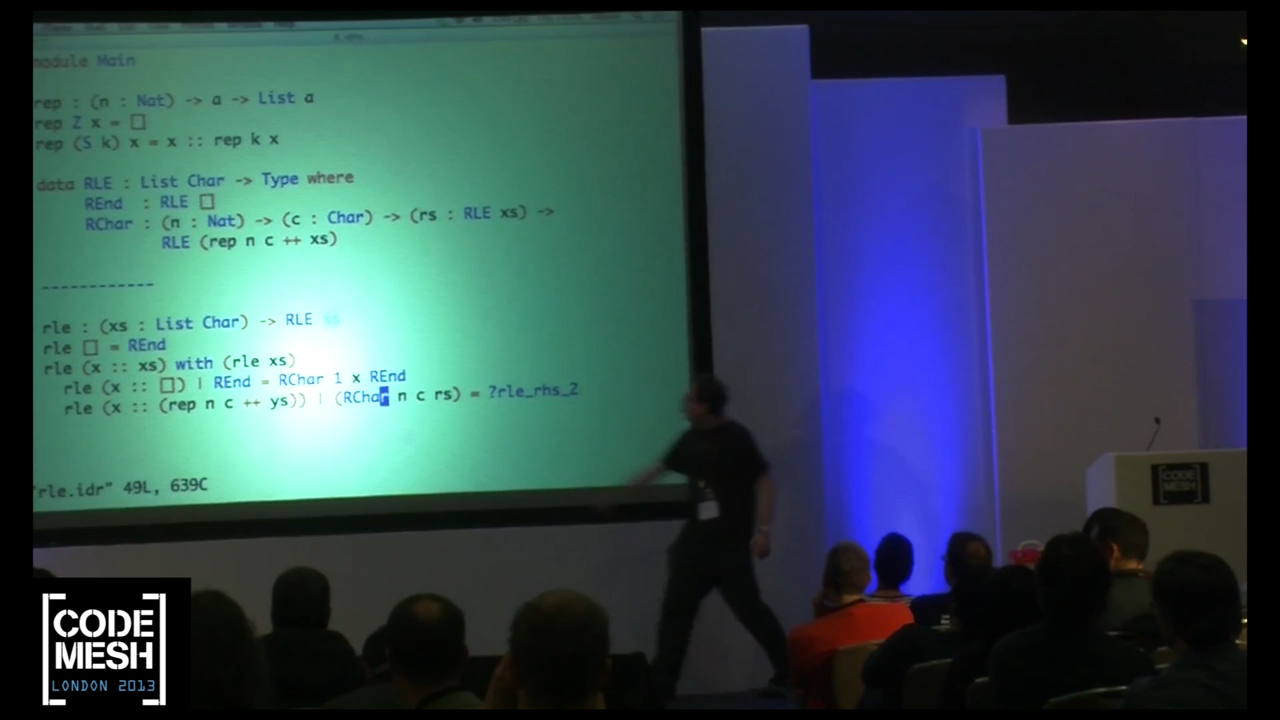 module Main
rep : (n : Nat) -> a -> List a
rep Z x = []
rep (S k) x = x :: rep k x
data RLE : List Char -> Type where
REnd : RLE []
RChar : (n : Nat) -> (c : Char) -> (rs : RLE xs) ->
RLE (rep n c ++ xs)
------------
rle : (xs : List Char) -> RLE xs
rle [] = REnd
rle (x :: xs) with (rle xs)
rle (x :: []) | REnd = RChar 1 x REnd
rle (x :: (rep n c ++ ys)) | (RChar n c rs) = ?rle_rhs_2
"rle.idr" 49L, 639C
CODE
MESH
[CODE
MESH]
LONDON 2013